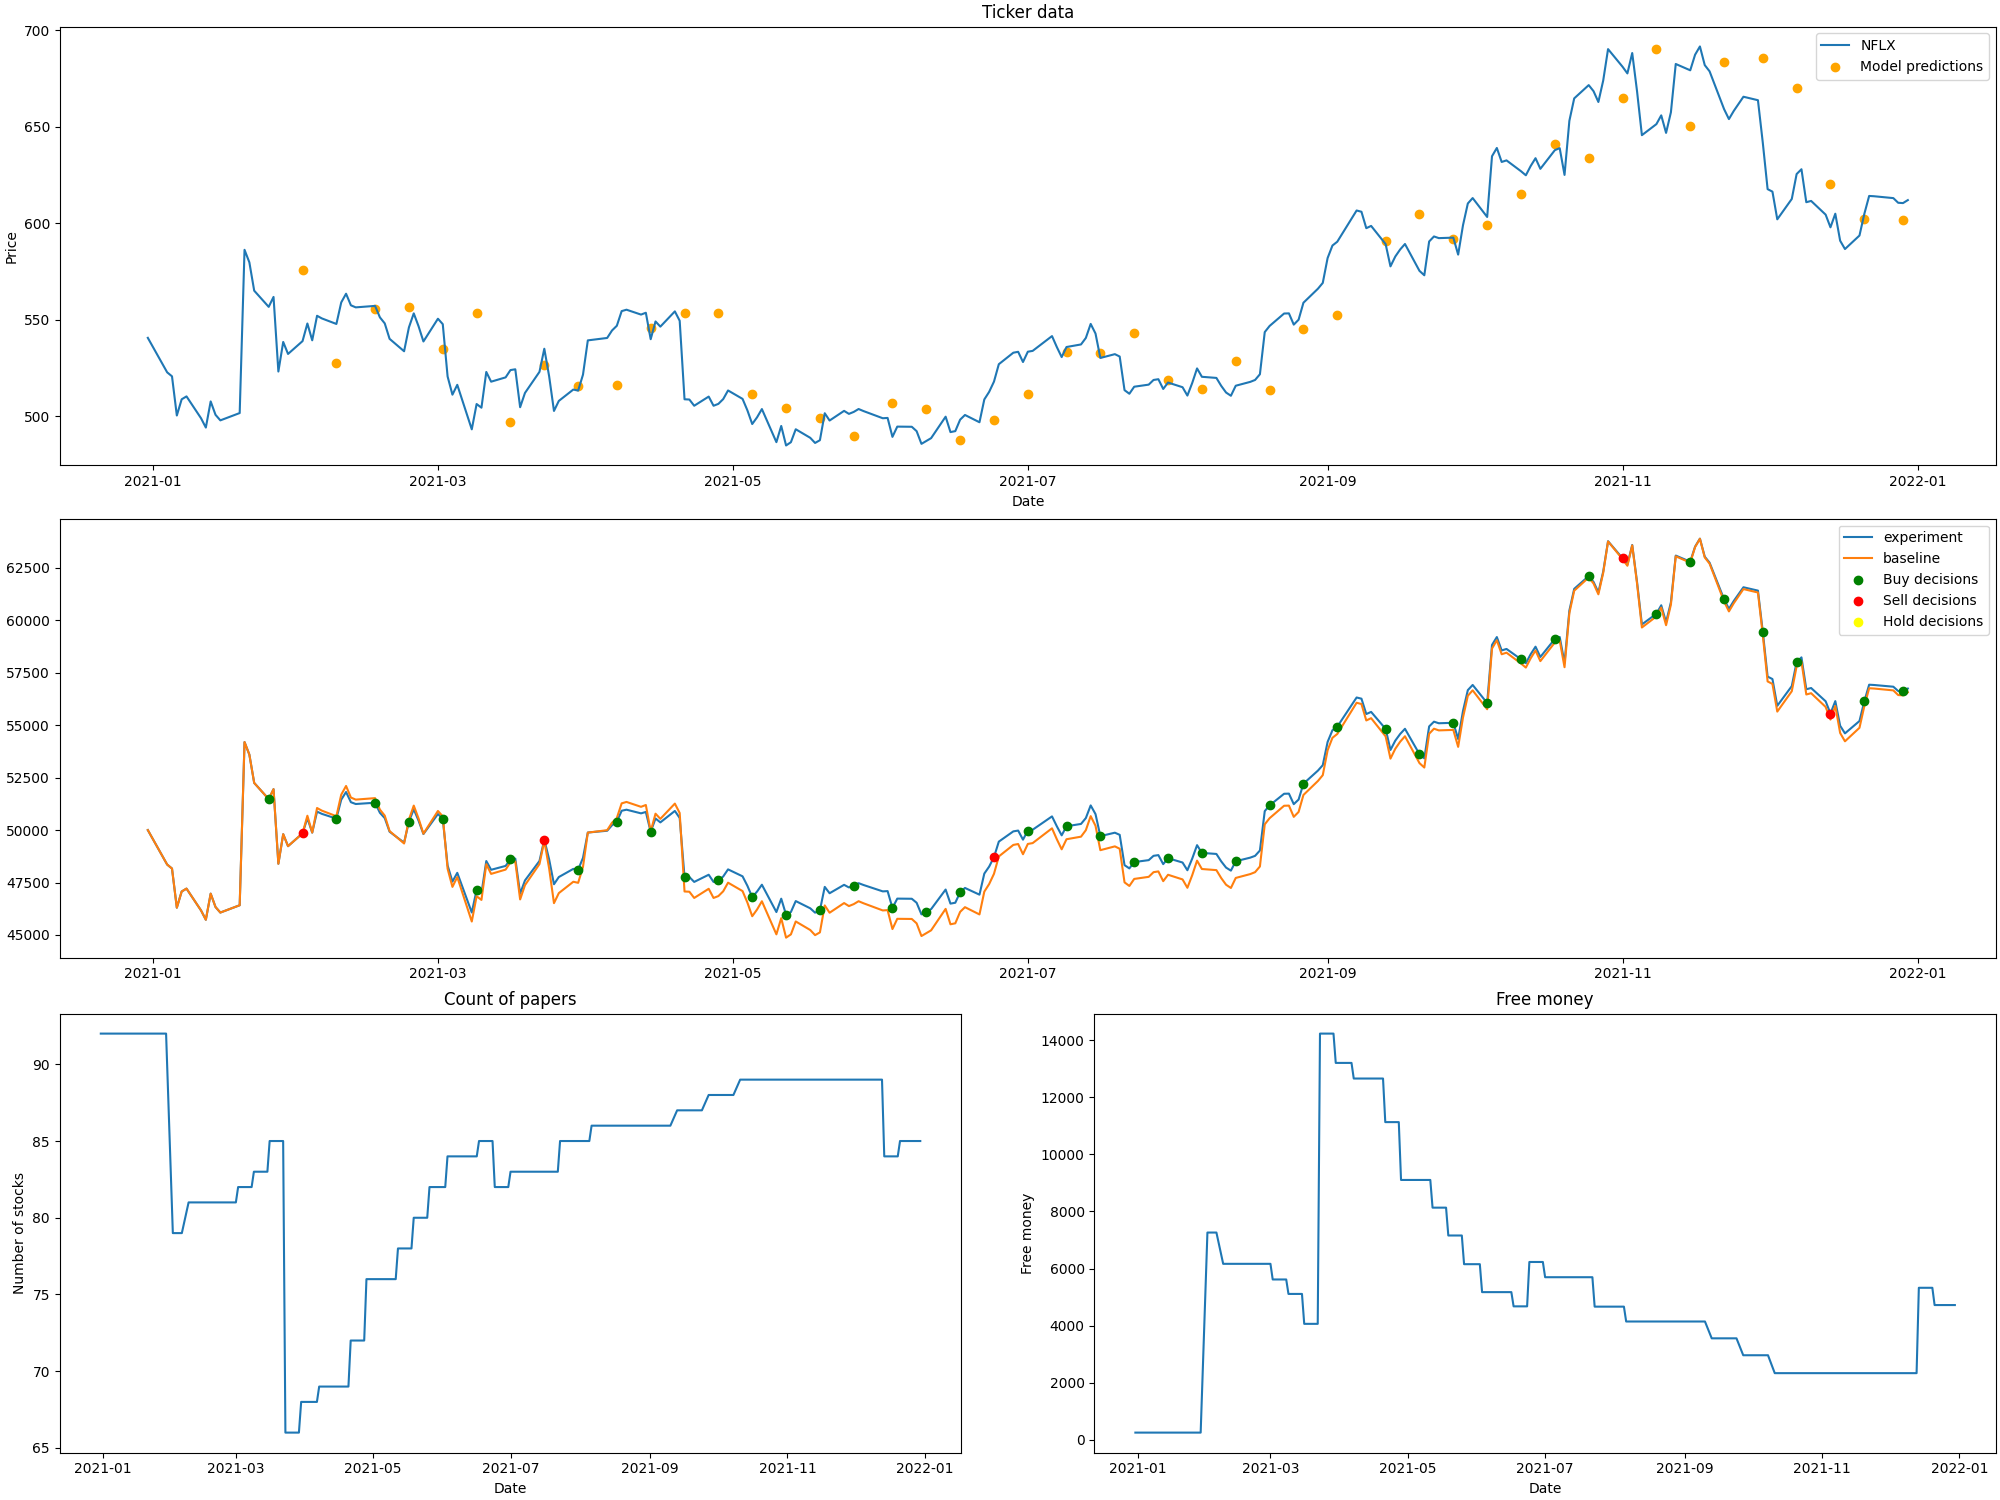 Ticker data
700
650
600
550
500
Price
NFLX
Model predictions
2021-01 2021-03 2021-05 2021-07 2021-09 2021-11 2022-01
Date
62500
60000
57500
55000
52500
50000
47500
45000
experiment
baseline
Buy decisions
Sell decisions
Hold decisions
2021-01 2021-03 2021-05 2021-07 2021-09 2021-11 2022-01
Count of papers
90
85
80
75
70
65
Number of stocks
2021-01 2021-03 2021-05 2021-07 2021-09 2021-11 2022-01
Date
Free money
14000
12000
10000
8000
6000
4000
2000
0
Free money
2021-01 2021-03 2021-05 2021-07 2021-09 2021-11 2022-01
Date